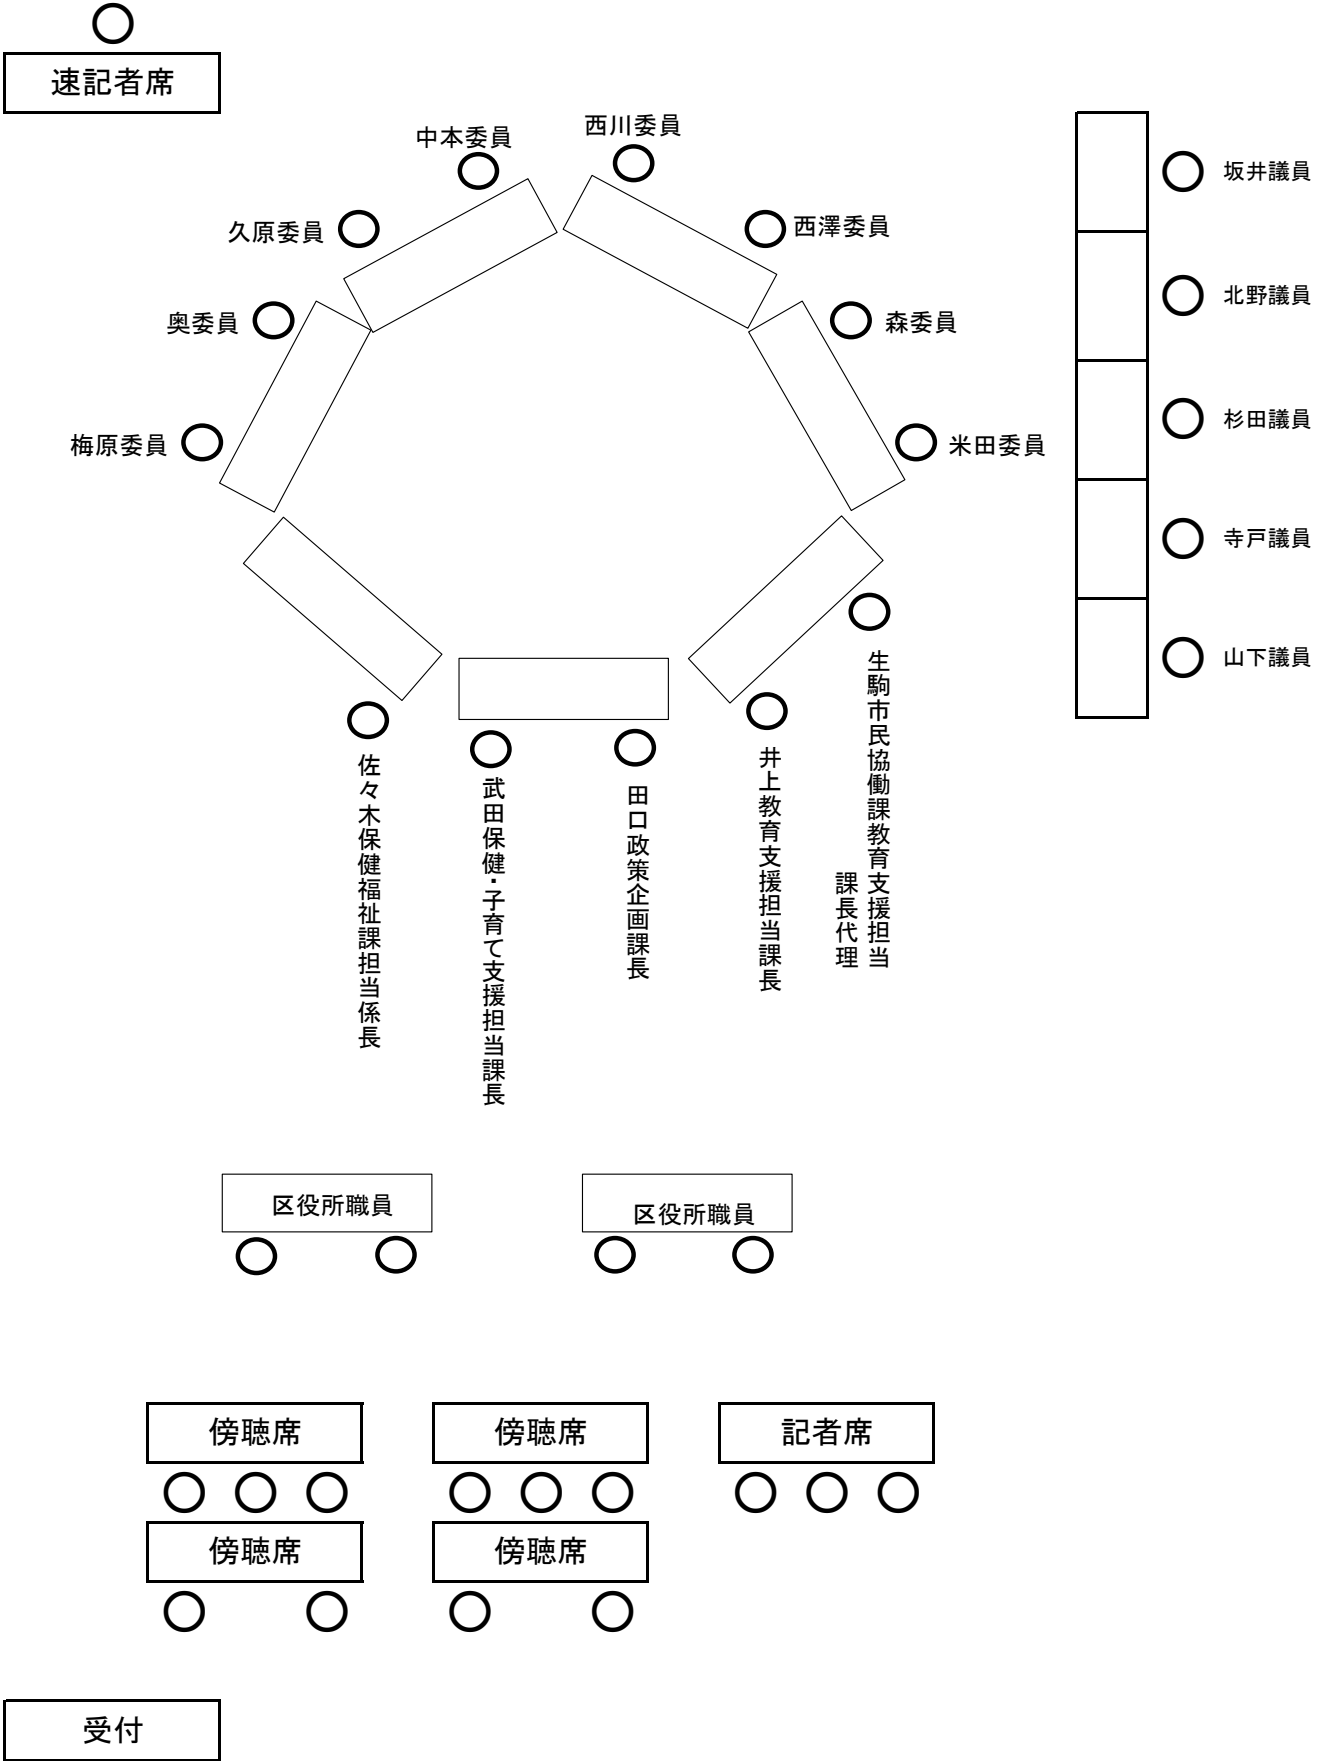 速記者席
中本委員
西川委員
久原委員
西澤委員
奥委員
森委員
梅原委員
米田委員
坂井議員
北野議員
杉田議員
寺戸議員
山下議員
佐々木保健福祉課担当係長
武田保健・子育て支援担当課長
田口政策企画課長
井上教育支援担当課長
生駒市民協働課教育支援担当
課長代理
区役所職員
区役所職員
傍聴席
傍聴席
記者席
傍聴席
傍聴席
受付